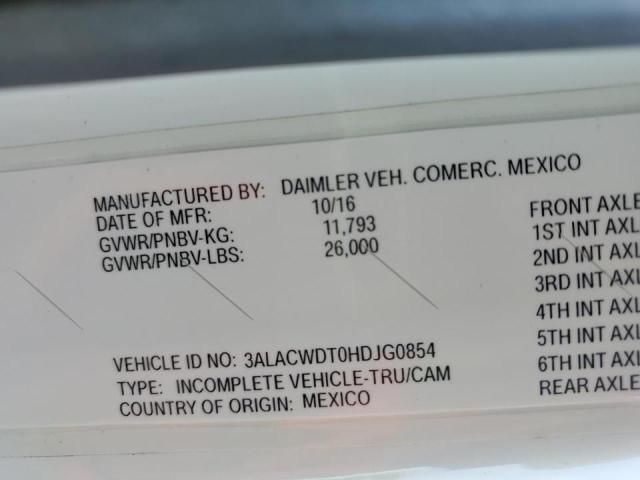 MANUFACTURED BY: DAIMLER VEH. COMERC. MEXICO
DATE OF MFR: 10/16
GVWR/PNBV-KG: 11,793
GVWR/PNBV-LBS: 26,000
FRONT AXLE
1ST INT AXL
2ND INT AXL
3RD INT AXL
4TH INT AXL
5TH INT AXL
6TH INT AXL
REAR AXLE
VEHICLE ID NO: 3ALACWDT0HDJG0854
TYPE: INCOMPLETE VEHICLE-TRU/CAM
COUNTRY OF ORIGIN: MEXICO